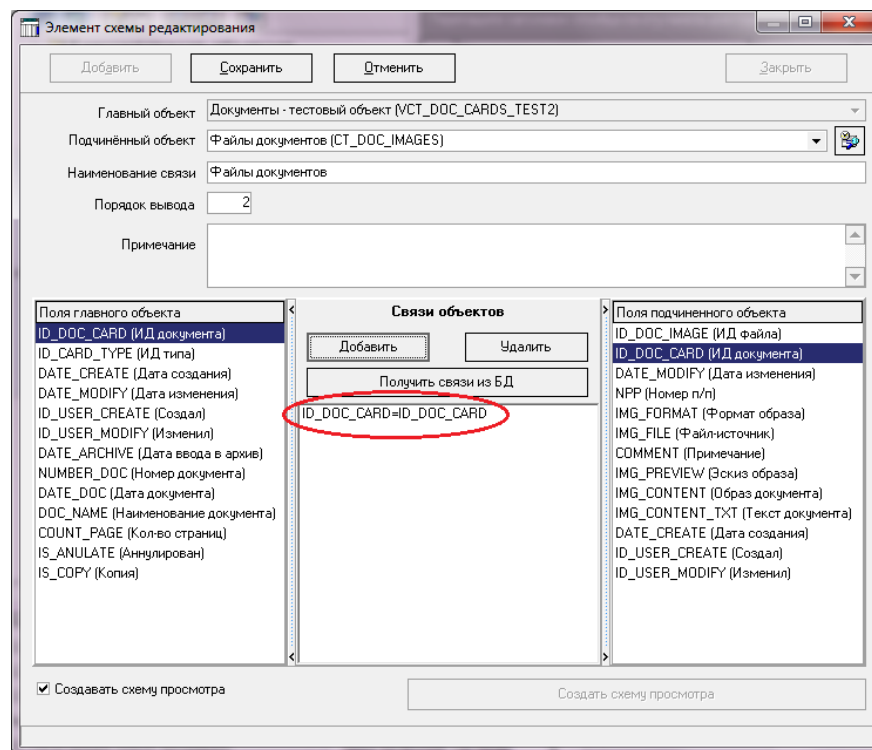 Элемент схемы редактирования
Добавить Сохранить Отменить Закрыть
Главный объект Документы - тестовый объект (VCT_DOC_CARDS_TEST2)
Подчинённый объект Файлы документов (CT_DOC_IMAGES)
Наименование связи Файлы документов
Порядок вывода 2
Примечание
Поля главного объекта
ID_DOC_CARD (ИД документа)
ID_CARD_TYPE (ИД типа)
DATE_CREATE (Дата создания)
DATE_MODIFY (Дата изменения)
ID_USER_CREATE (Создал)
ID_USER_MODIFY (Изменил)
DATE_ARCHIVE (Дата ввода в архив)
NUMBER_DOC (Номер документа)
DATE_DOC (Дата документа)
DOC_NAME (Наименование документа)
COUNT_PAGE (Кол-во страниц)
IS_ANULATE (Аннулирован)
IS_COPY (Копия)
Связи объектов
Добавить Удалить
Получить связи из БД
ID_DOC_CARD=ID_DOC_CARD
Поля подчиненного объекта
ID_DOC_IMAGE (ИД файла)
ID_DOC_CARD (ИД документа)
DATE_MODIFY (Дата изменения)
NPP (Номер п/п)
IMG_FORMAT (Формат образа)
IMG_FILE (Файл-источник)
COMMENT (Примечание)
IMG_PREVIEW (Эскиз образа)
IMG_CONTENT (Образ документа)
IMG_CONTENT_TXT (Текст документа)
DATE_CREATE (Дата создания)
ID_USER_CREATE (Создал)
ID_USER_MODIFY (Изменил)
Создавать схему просмотра Создать схему просмотра